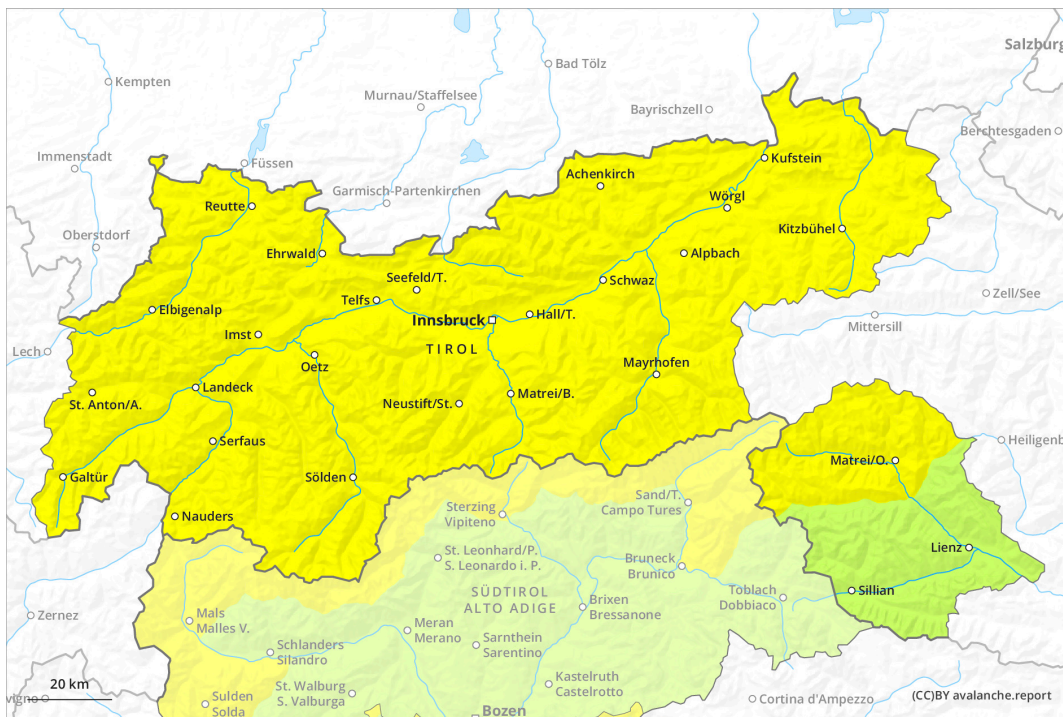 Salzburg
Kempten
Bad Tölz
Murnau/Staffelsee
Bayrischzell
Berchtesgaden
Immenstadt
Füssen
Kufstein
Achenkirch
Garmisch-Partenkirchen
Wörgl
Reutte
Kitzbühel
Oberstdorf
Ehrwald
Alpbach
Seefeld/T.
Schwaz
Telfs
Zell/See
Elbigenalp
Innsbruck
Hall/T.
Mittersill
Imst
TIROL
Lech
Oetz
Mayrhofen
Landeck
St. Anton/A.
Neustift/St.
Matrei/B.
Serfaus
Heiligenb
Matrei/O.
Galtür
Sölden
Sand/T.
Campo Tures
Sterzing
Vipiteno
Nauders
Lienz
St. Leonhard/P.
S. Leonardo i. P.
Bruneck
Brunico
SÜDTIROL
ALTO ADIGE
Toblach
Dobbiaco
Sillian
Zernez
Mals
Malles V.
Brixen
Bressanone
Meran
Merano
Schlanders
Silandro
Sarnthein
Sarentino
20 km
St. Walburg
S. Valburga
Kastelruth
Castelrotto
vigno
Sulden
Solda
Cortina d'Ampezzo
(CC)BY avalanche.report
Bozen